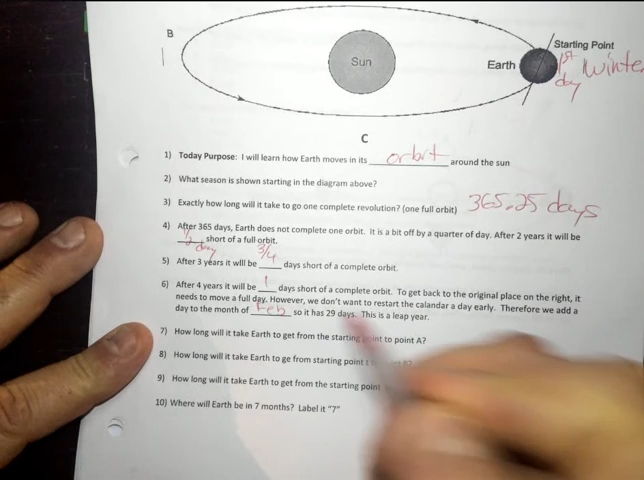 B
Sun
Earth
Starting Point
1st
day
Winter
C
1) Today Purpose: I will learn how Earth moves in its orbit around the sun
2) What season is shown starting in the diagram above?
3) Exactly how long will it take to go one complete revolution? (one full orbit) 365.25 days
4) After 365 days, Earth does not complete one orbit. It is a bit off by a quarter of day. After 2 years it will be
1/2 day short of a full orbit.
5) After 3 years it will be 3/4 days short of a complete orbit.
6) After 4 years it will be 1 days short of a complete orbit. To get back to the original place on the right, it
needs to move a full day. However, we don't want to restart the calandar a day early. Therefore we add a
day to the month of Feb so it has 29 days. This is a leap year.
7) How long will it take Earth to get from the starting point to point A?
8) How long will it take Earth to ge from starting point
9) How long will it take Earth to get from the starting point
10) Where will Earth be in 7 months? Label it "7"